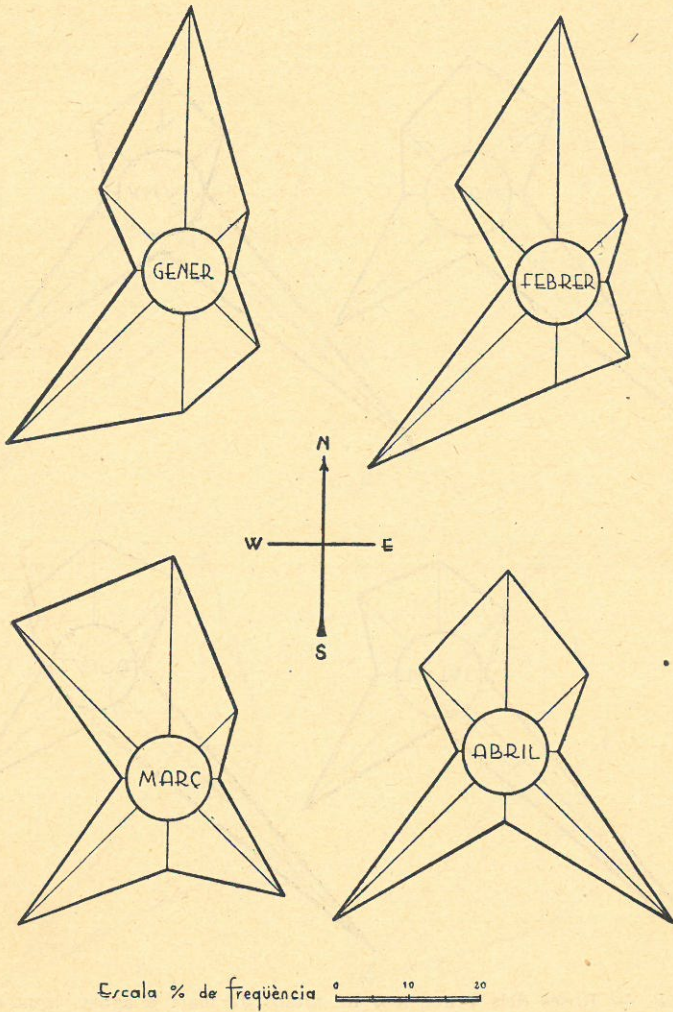 GENER
FEBRER
N
W E
S
MARÇ
ABRIL
Escala % de freqüència 0 10 20